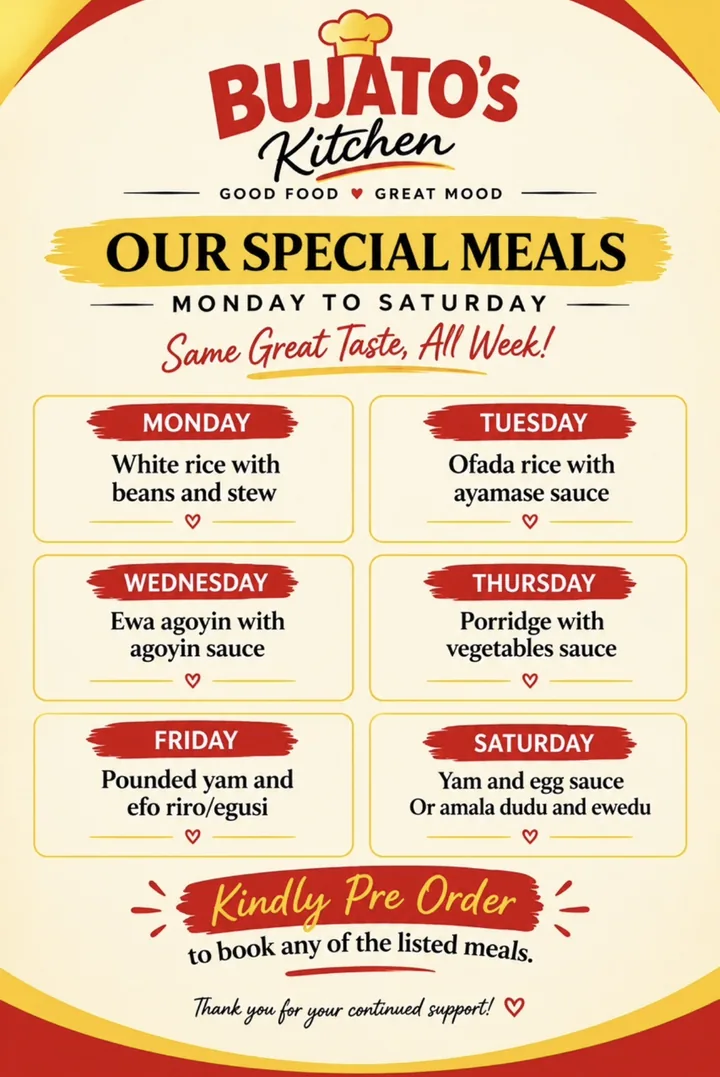 BUJATO'S
Kitchen
GOOD FOOD ♥ GREAT MOOD
OUR SPECIAL MEALS
MONDAY TO SATURDAY
Same Great Taste, All Week!
MONDAY
White rice with
beans and stew
TUESDAY
Ofada rice with
ayamase sauce
WEDNESDAY
Ewa agoyin with
agoyin sauce
THURSDAY
Porridge with
vegetables sauce
FRIDAY
Pounded yam and
efo riro/egusi
SATURDAY
Yam and egg sauce
Or amala dudu and ewedu
Kindly Pre Order
to book any of the listed meals.
Thank you for your continued support! ♡